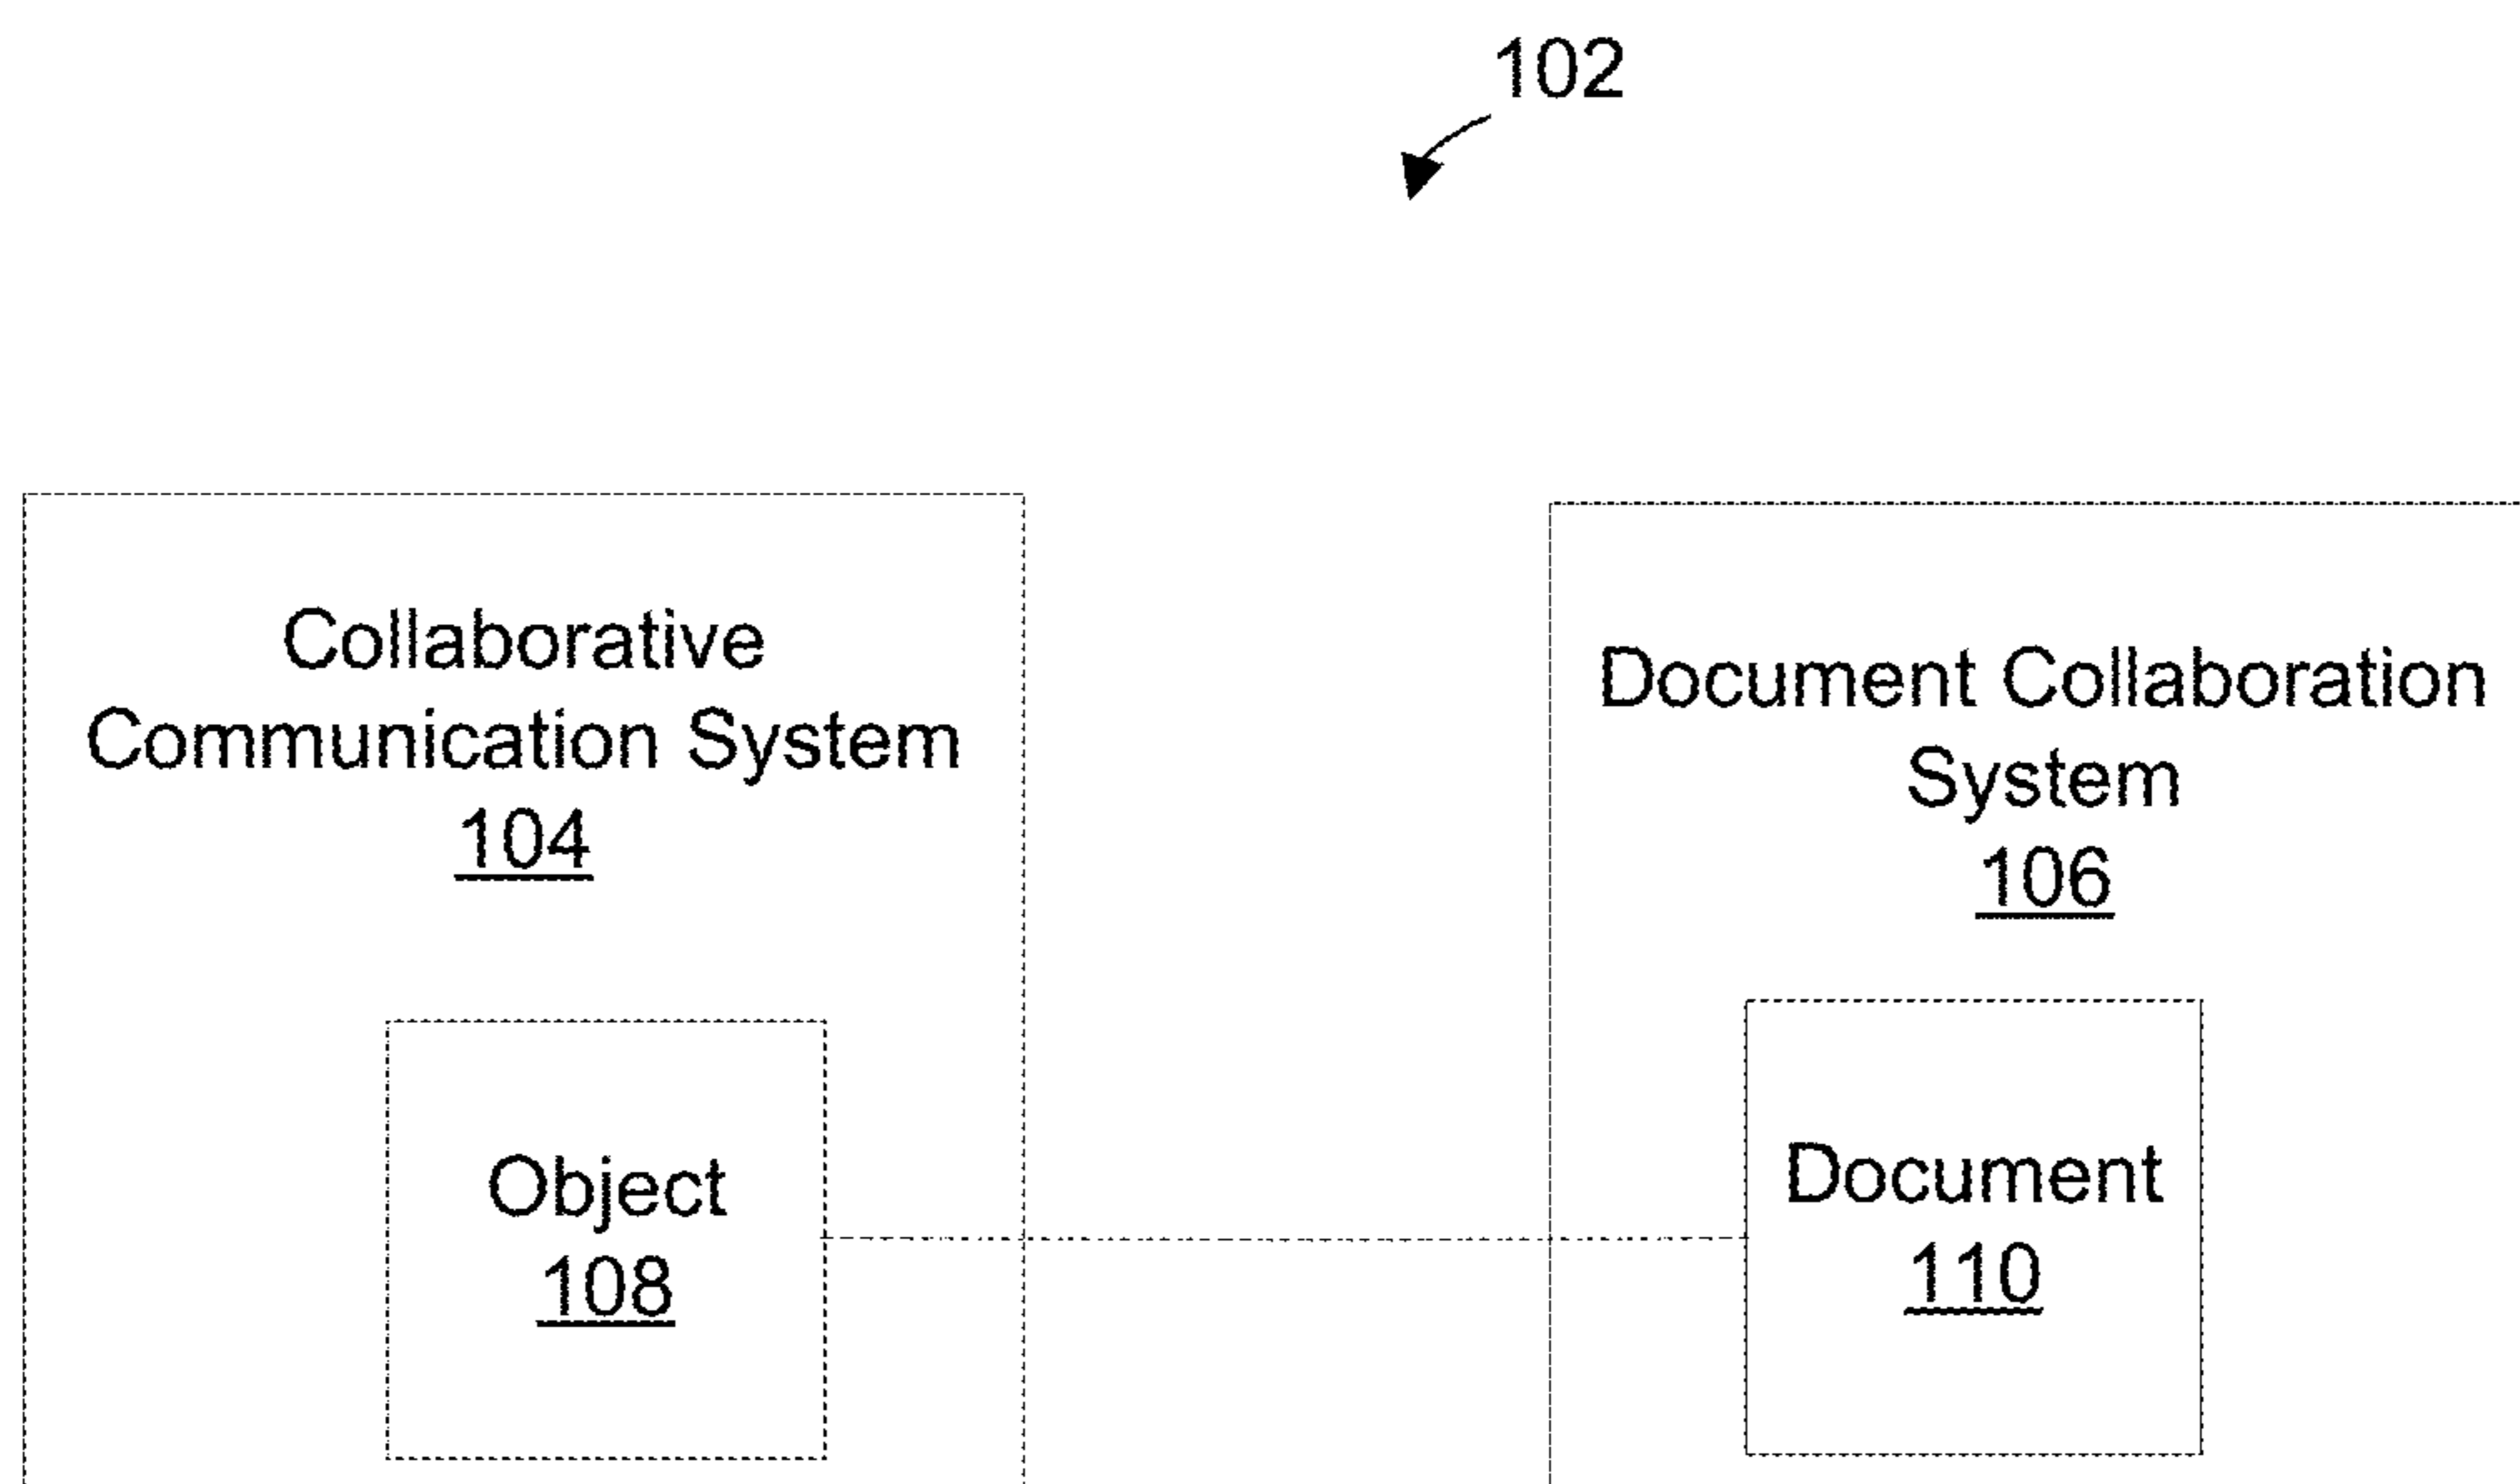 102
Collaborative
Communication System
104
Document Collaboration
System
106
Object
108
Document
110